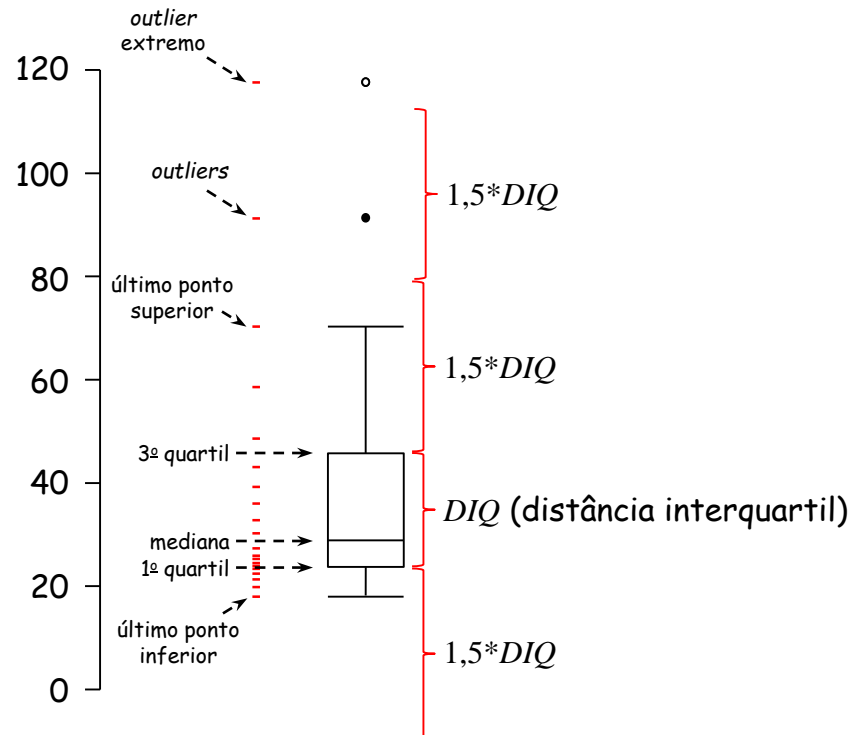 outlier
extremo
120
100
outliers
1,5*DIQ
80
último ponto
superior
60
1,5*DIQ
3º quartil
40
DIQ (distância interquartil)
mediana
1º quartil
20
último ponto
inferior
1,5*DIQ
0